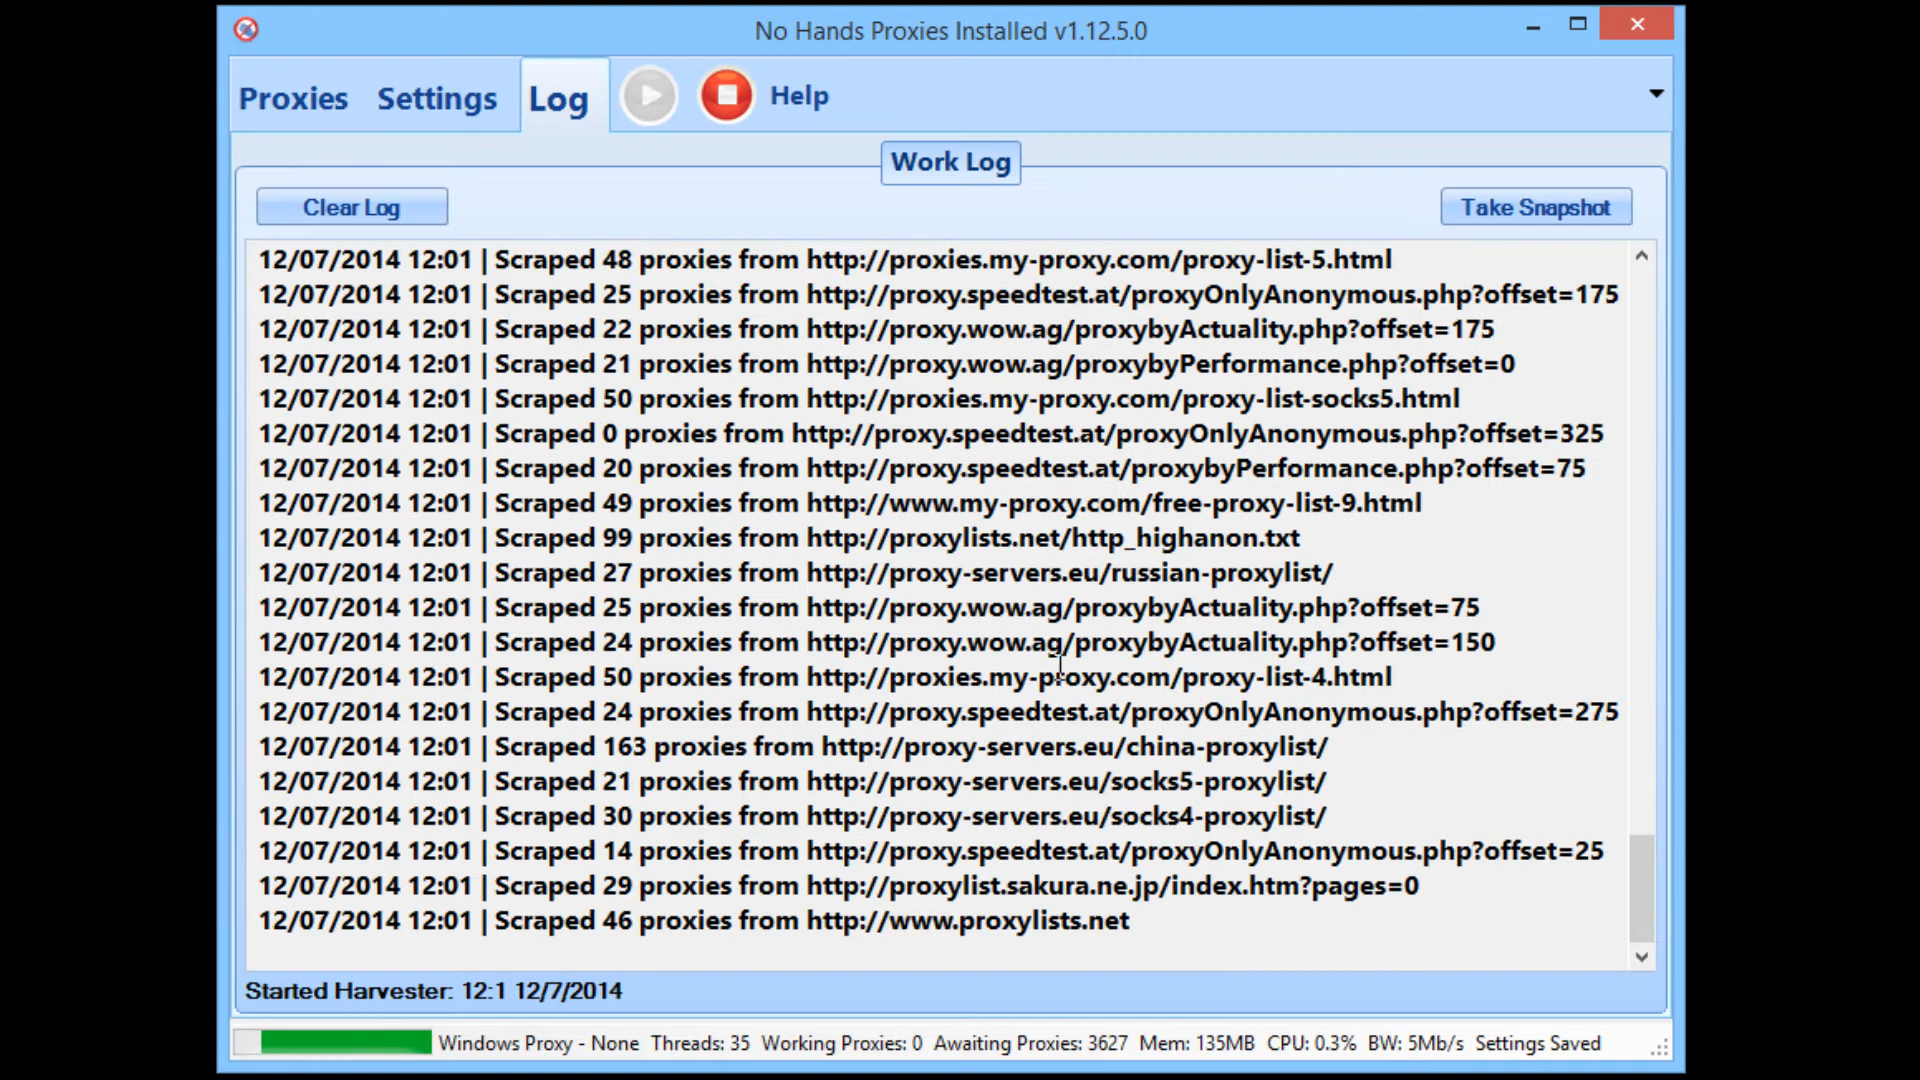 No Hands Proxies Installed v1.12.5.0
Proxies Settings Log Help
Work Log
Clear Log Take Snapshot
12/07/2014 12:01 | Scraped 48 proxies from http://proxies.my-proxy.com/proxy-list-5.html
12/07/2014 12:01 | Scraped 25 proxies from http://proxy.speedtest.at/proxyOnlyAnonymous.php?offset=175
12/07/2014 12:01 | Scraped 22 proxies from http://proxy.wow.ag/proxybyActuality.php?offset=175
12/07/2014 12:01 | Scraped 21 proxies from http://proxy.wow.ag/proxybyPerformance.php?offset=0
12/07/2014 12:01 | Scraped 50 proxies from http://proxies.my-proxy.com/proxy-list-socks5.html
12/07/2014 12:01 | Scraped 0 proxies from http://proxy.speedtest.at/proxyOnlyAnonymous.php?offset=325
12/07/2014 12:01 | Scraped 20 proxies from http://proxy.speedtest.at/proxybyPerformance.php?offset=75
12/07/2014 12:01 | Scraped 49 proxies from http://www.my-proxy.com/free-proxy-list-9.html
12/07/2014 12:01 | Scraped 99 proxies from http://proxylists.net/http_highanon.txt
12/07/2014 12:01 | Scraped 27 proxies from http://proxy-servers.eu/russian-proxylist/
12/07/2014 12:01 | Scraped 25 proxies from http://proxy.wow.ag/proxybyActuality.php?offset=75
12/07/2014 12:01 | Scraped 24 proxies from http://proxy.wow.ag/proxybyActuality.php?offset=150
12/07/2014 12:01 | Scraped 50 proxies from http://proxies.my-proxy.com/proxy-list-4.html
12/07/2014 12:01 | Scraped 24 proxies from http://proxy.speedtest.at/proxyOnlyAnonymous.php?offset=275
12/07/2014 12:01 | Scraped 163 proxies from http://proxy-servers.eu/china-proxylist/
12/07/2014 12:01 | Scraped 21 proxies from http://proxy-servers.eu/socks5-proxylist/
12/07/2014 12:01 | Scraped 30 proxies from http://proxy-servers.eu/socks4-proxylist/
12/07/2014 12:01 | Scraped 14 proxies from http://proxy.speedtest.at/proxyOnlyAnonymous.php?offset=25
12/07/2014 12:01 | Scraped 29 proxies from http://proxylist.sakura.ne.jp/index.htm?pages=0
12/07/2014 12:01 | Scraped 46 proxies from http://www.proxylists.net
Started Harvester: 12:1 12/7/2014
Windows Proxy - None Threads: 35 Working Proxies: 0 Awaiting Proxies: 3627 Mem: 135MB CPU: 0.3% BW: 5Mb/s Settings Saved